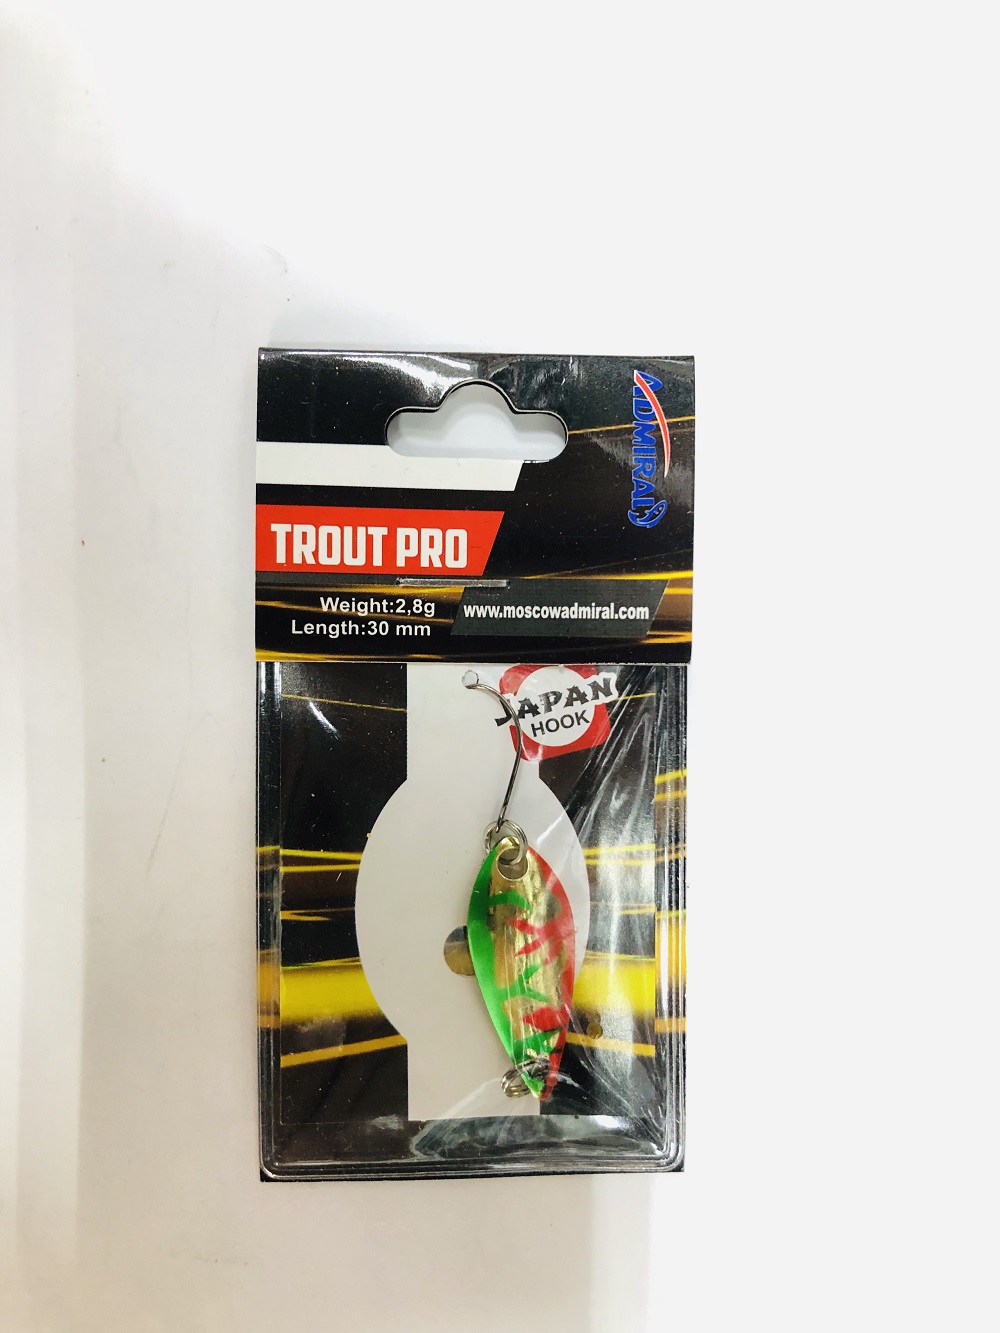 ADMIRAL
TROUT PRO
Weight:2,8g
Length:30 mm
www.moscowadmiral.com
JAPAN
HOOK